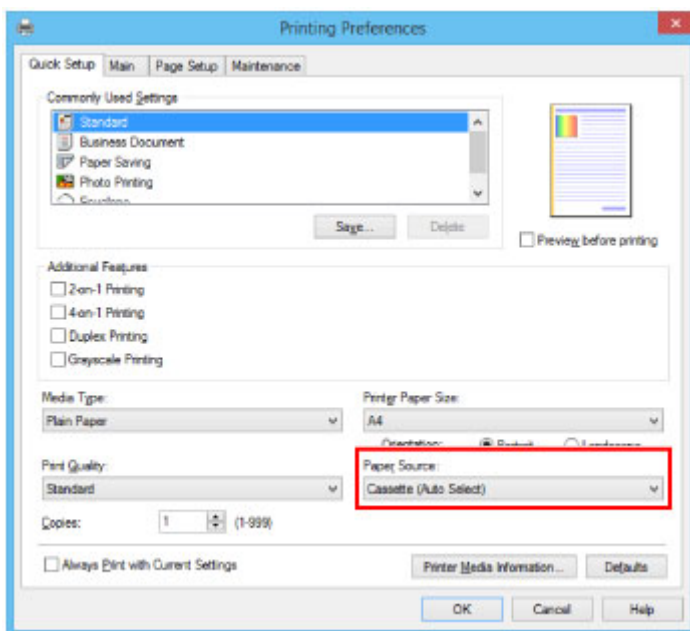 Printing Preferences
Quick Setup Main Page Setup Maintenance
Commonly Used Settings
Standard
Business Document
Paper Saving
Photo Printing
Save... Delete
Preview before printing
Additional Features
2-on-1 Printing
4-on-1 Printing
Duplex Printing
Grayscale Printing
Media Type: Printer Paper Size:
Plain Paper A4
Print Quality: Paper Source:
Standard Cassette (Auto Select)
Copies: 1 (1-999)
Always Print with Current Settings Printer Media Information... Defaults
OK Cancel Help